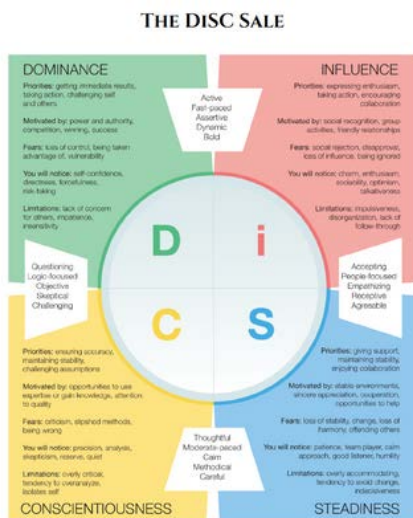 THE DiSC SALE
DOMINANCE
Priorities: getting immediate results,
taking action, challenging self
and others
Motivated by: power and authority,
competition, winning, success
Fears: loss of control, being taken
advantage of, vulnerability
You will notice: self-confidence,
directness, forcefulness,
risk-taking
Limitations: lack of concern
for others, impatience,
insensitivity
Active
Fast-paced
Assertive
Dynamic
Bold
INFLUENCE
Priorities: expressing enthusiasm,
taking action, encouraging
collaboration
Motivated by: social recognition, group
activities, friendly relationships
Fears: social rejection, disapproval,
loss of influence, being ignored
You will notice: charm, enthusiasm,
sociability, optimism,
talkativeness
Limitations: impulsiveness,
disorganization, lack of
follow-through
D
i
C
S
Questioning
Logic-focused
Objective
Skeptical
Challenging
Accepting
People-focused
Empathizing
Receptive
Agreeable
Priorities: ensuring accuracy,
maintaining stability,
challenging assumptions
Motivated by: opportunities to use
expertise or gain knowledge, attention
to quality
Fears: criticism, slipshod methods,
being wrong
You will notice: precision, analysis,
skepticism, reserve, quiet
Limitations: overly critical,
tendency to overanalyze,
isolates self
CONSCIENTIOUSNESS
Thoughtful
Moderate-paced
Calm
Methodical
Careful
Priorities: giving support,
maintaining stability,
enjoying collaboration
Motivated by: stable environments,
sincere appreciation, cooperation,
opportunities to help
Fears: loss of stability, change, loss of
harmony, offending others
You will notice: patience, team player, calm
approach, good listener, humility
Limitations: overly accommodating,
tendency to avoid change,
indecisiveness
STEADINESS